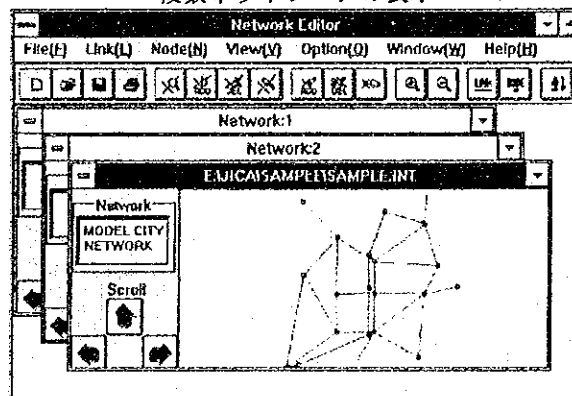 Network Editor
File(F) Link(L) Node(N) View(V) Option(O) Window(W) Help(H)
Network:1
Network:2
E:\JICA\SAMPLE\SAMPLE.INT
Network
MODEL CITY
NETWORK
Scroll